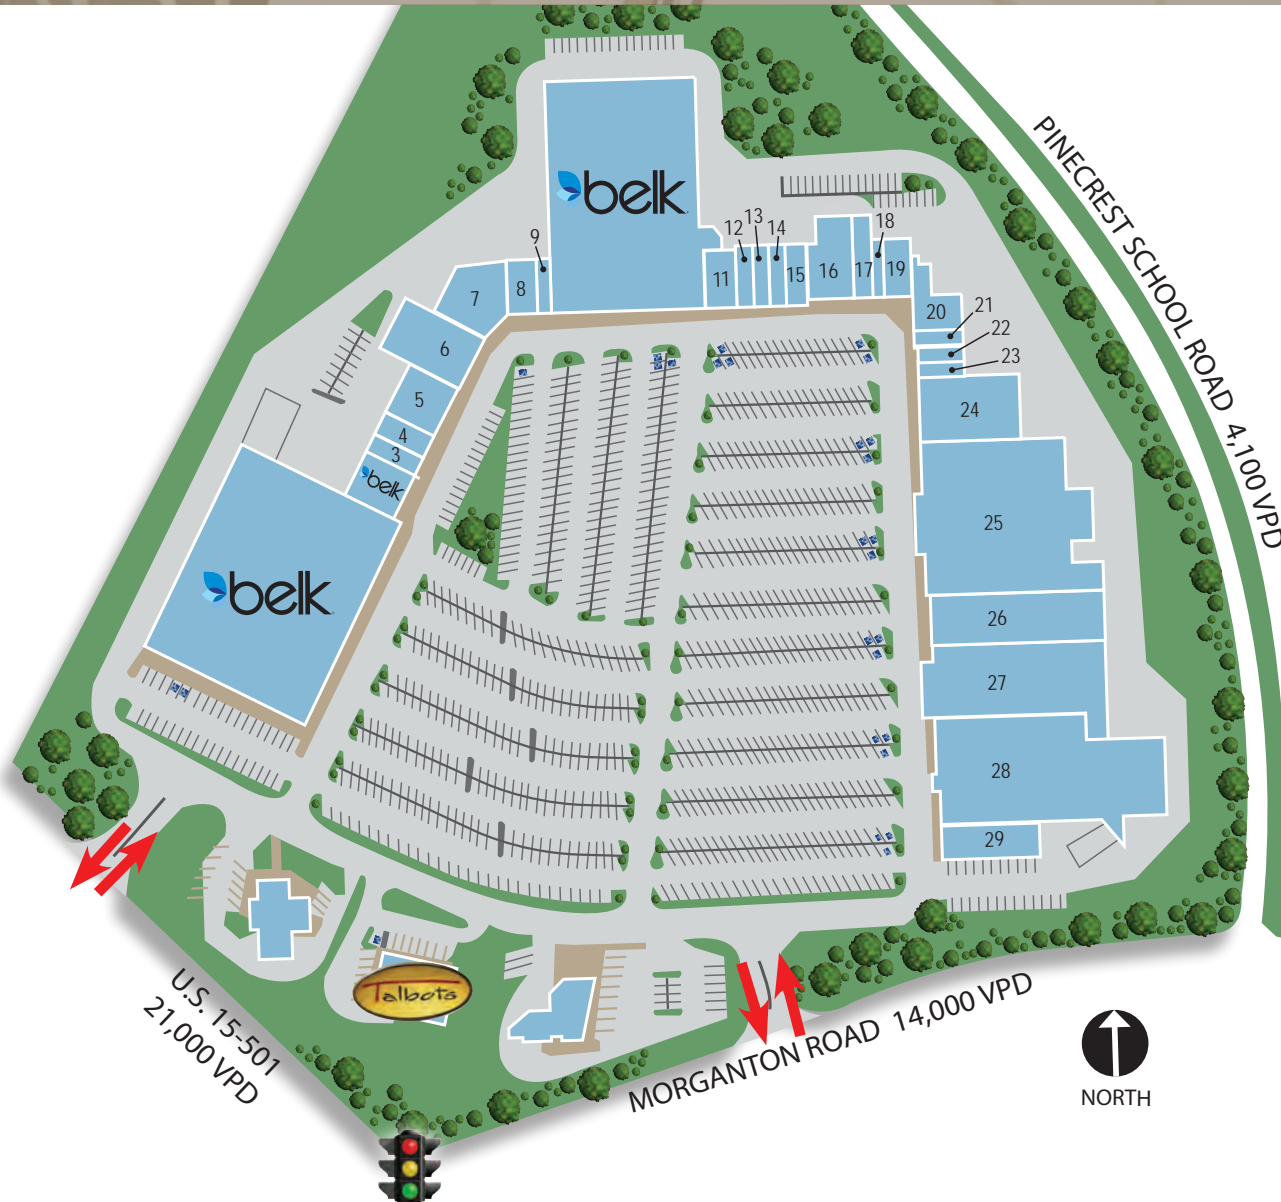 belk
PINECREST SCHOOL ROAD 4,100 VPD
9
12
13
14
18
7
8
11
15
16
17
19
20
21
22
23
6
5
4
3
belk
24
25
belk
26
27
28
29
Talbots
U.S. 15-501
21,000 VPD
MORGANTON ROAD 14,000 VPD
NORTH